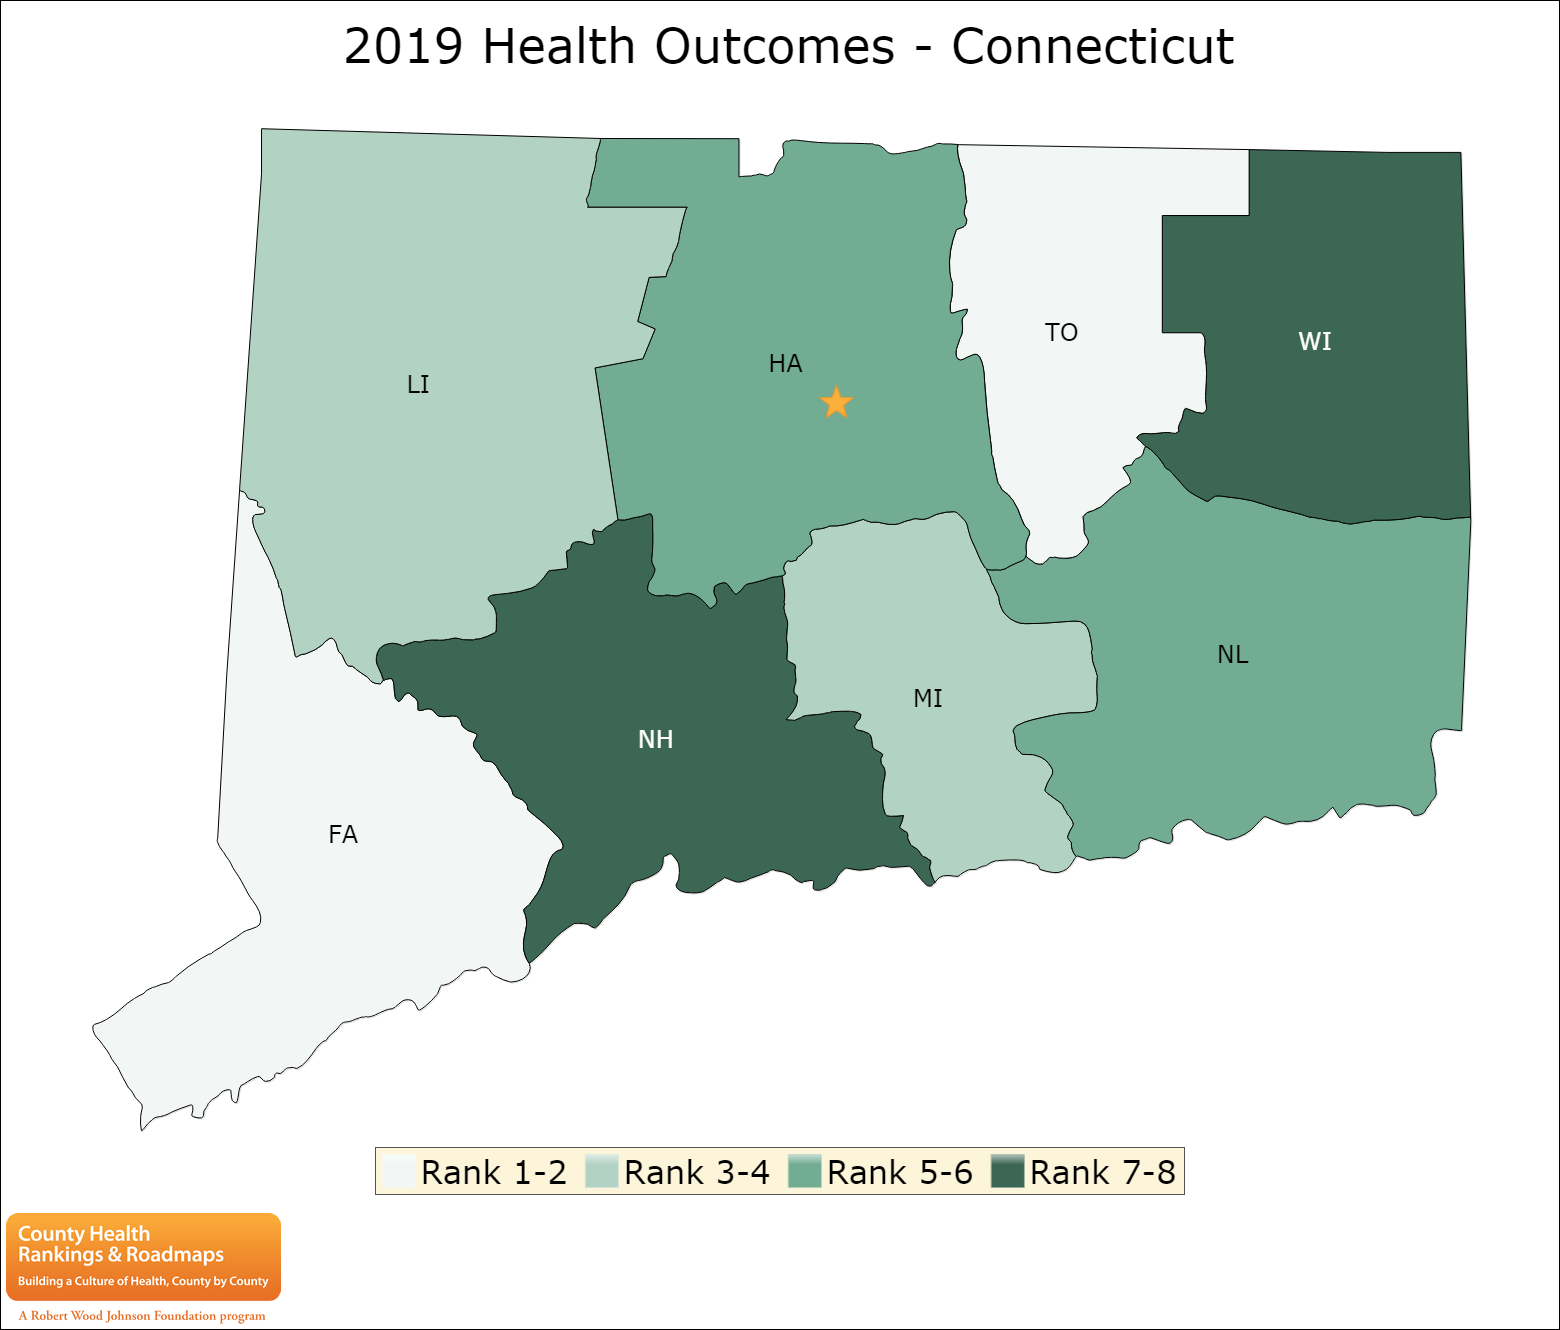 2019 Health Outcomes - Connecticut
TO
WI
HA
LI
NL
MI
NH
FA
Rank 1-2 Rank 3-4 Rank 5-6 Rank 7-8
County Health
Rankings & Roadmaps
Building a Culture of Health, County by County
A Robert Wood Johnson Foundation program